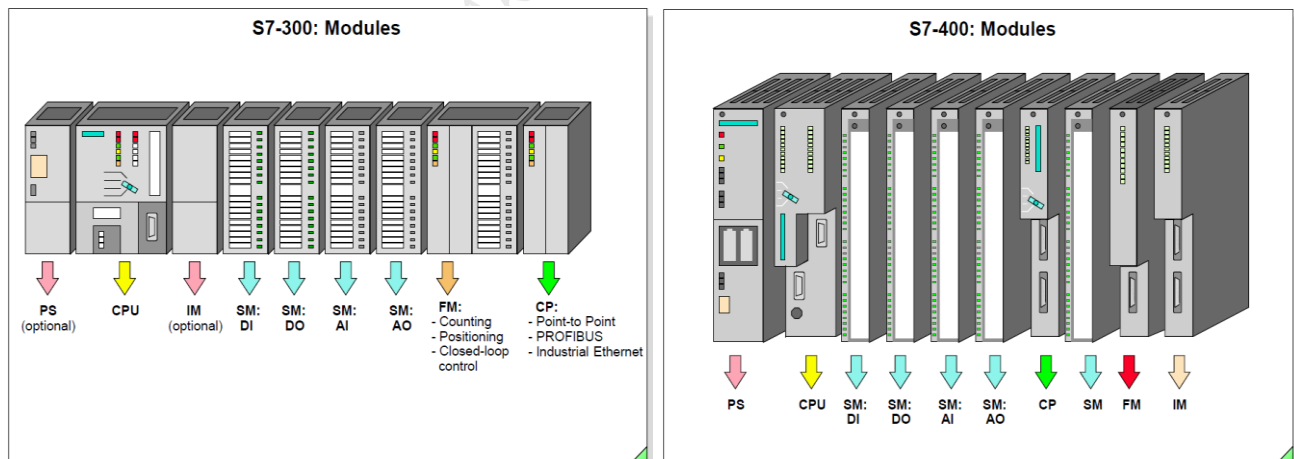 S7-300: Modules
PS
(optional)
CPU
IM
(optional)
SM:
DI
SM:
DO
SM:
AI
SM:
AO
FM:
- Counting
- Positioning
- Closed-loop
control
CP:
- Point-to Point
- PROFIBUS
- Industrial Ethernet
S7-400: Modules
PS
CPU
SM:
DI
SM:
DO
SM:
AI
SM:
AO
CP
SM
FM
IM